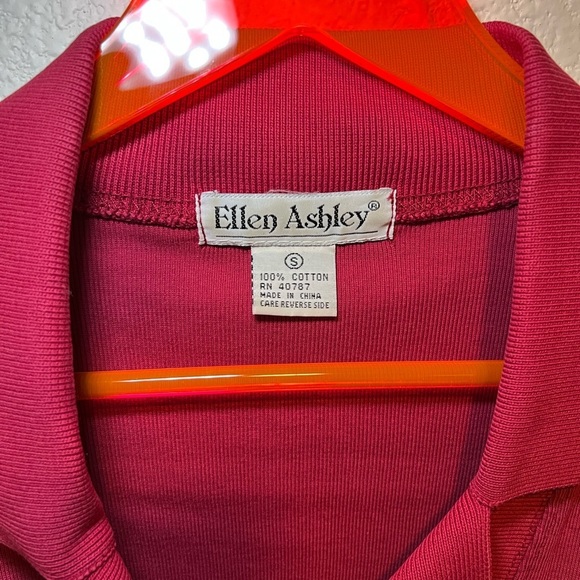 Ellen Ashley®
S
100% COTTON
RN 40787
MADE IN CHINA
CARE REVERSE SIDE